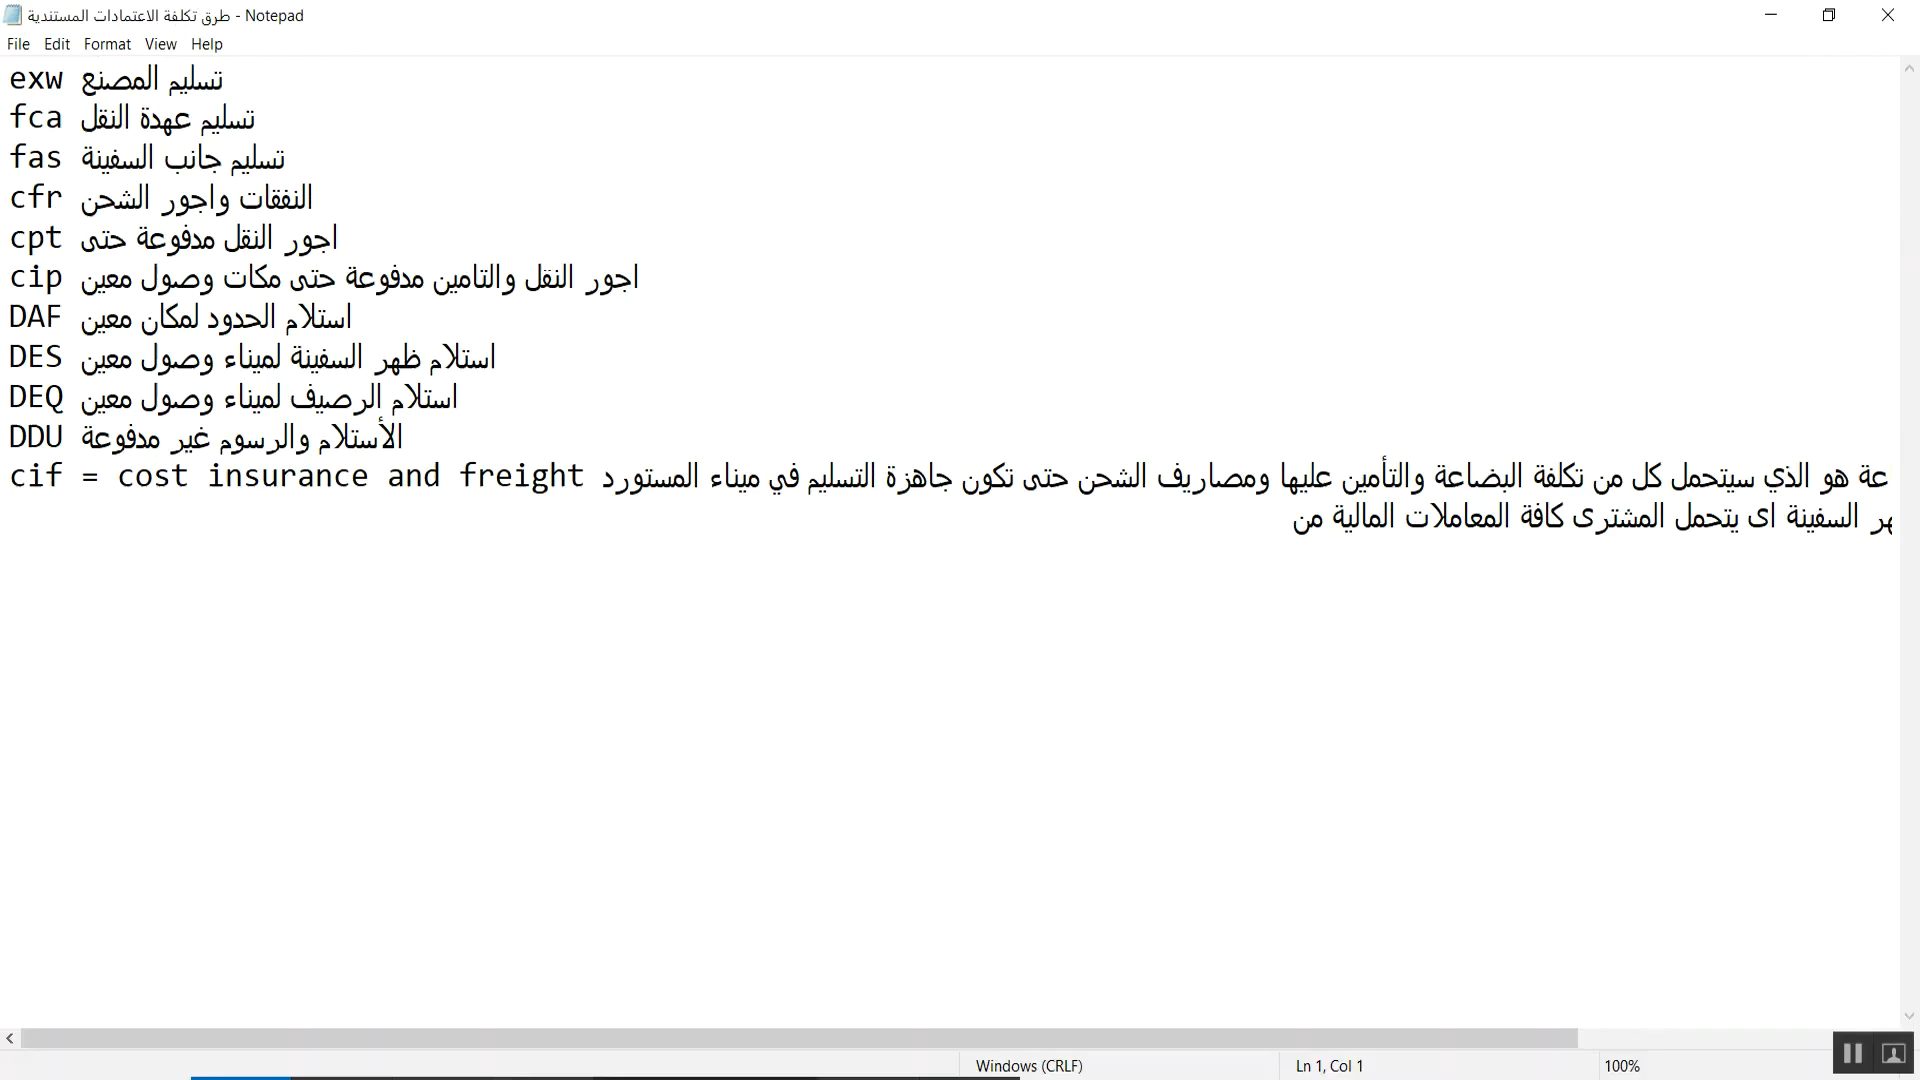 طرق تكلفة الاعتمادات المستندية - Notepad
File Edit Format View Help
exw تسليم المصنع
fca تسليم عهدة النقل
fas تسليم جانب السفينة
cfr النفقات واجور الشحن
cpt اجور النقل مدفوعة حتى
cip اجور النقل والتامين مدفوعة حتى مكات وصول معين
DAF استلام الحدود لمكان معين
DES استلام ظهر السفينة لميناء وصول معين
DEQ استلام الرصيف لميناء وصول معين
DDU الأستلام والرسوم غير مدفوعة
cif = cost insurance and freight هو الذي سيتحمل كل من تكلفة البضاعة والتأمين عليها ومصاريف الشحن حتى تكون جاهزة التسليم في ميناء المستورد
السفينة اى يتحمل المشترى كافة المعاملات المالية من
Windows (CRLF) Ln 1, Col 1 100%